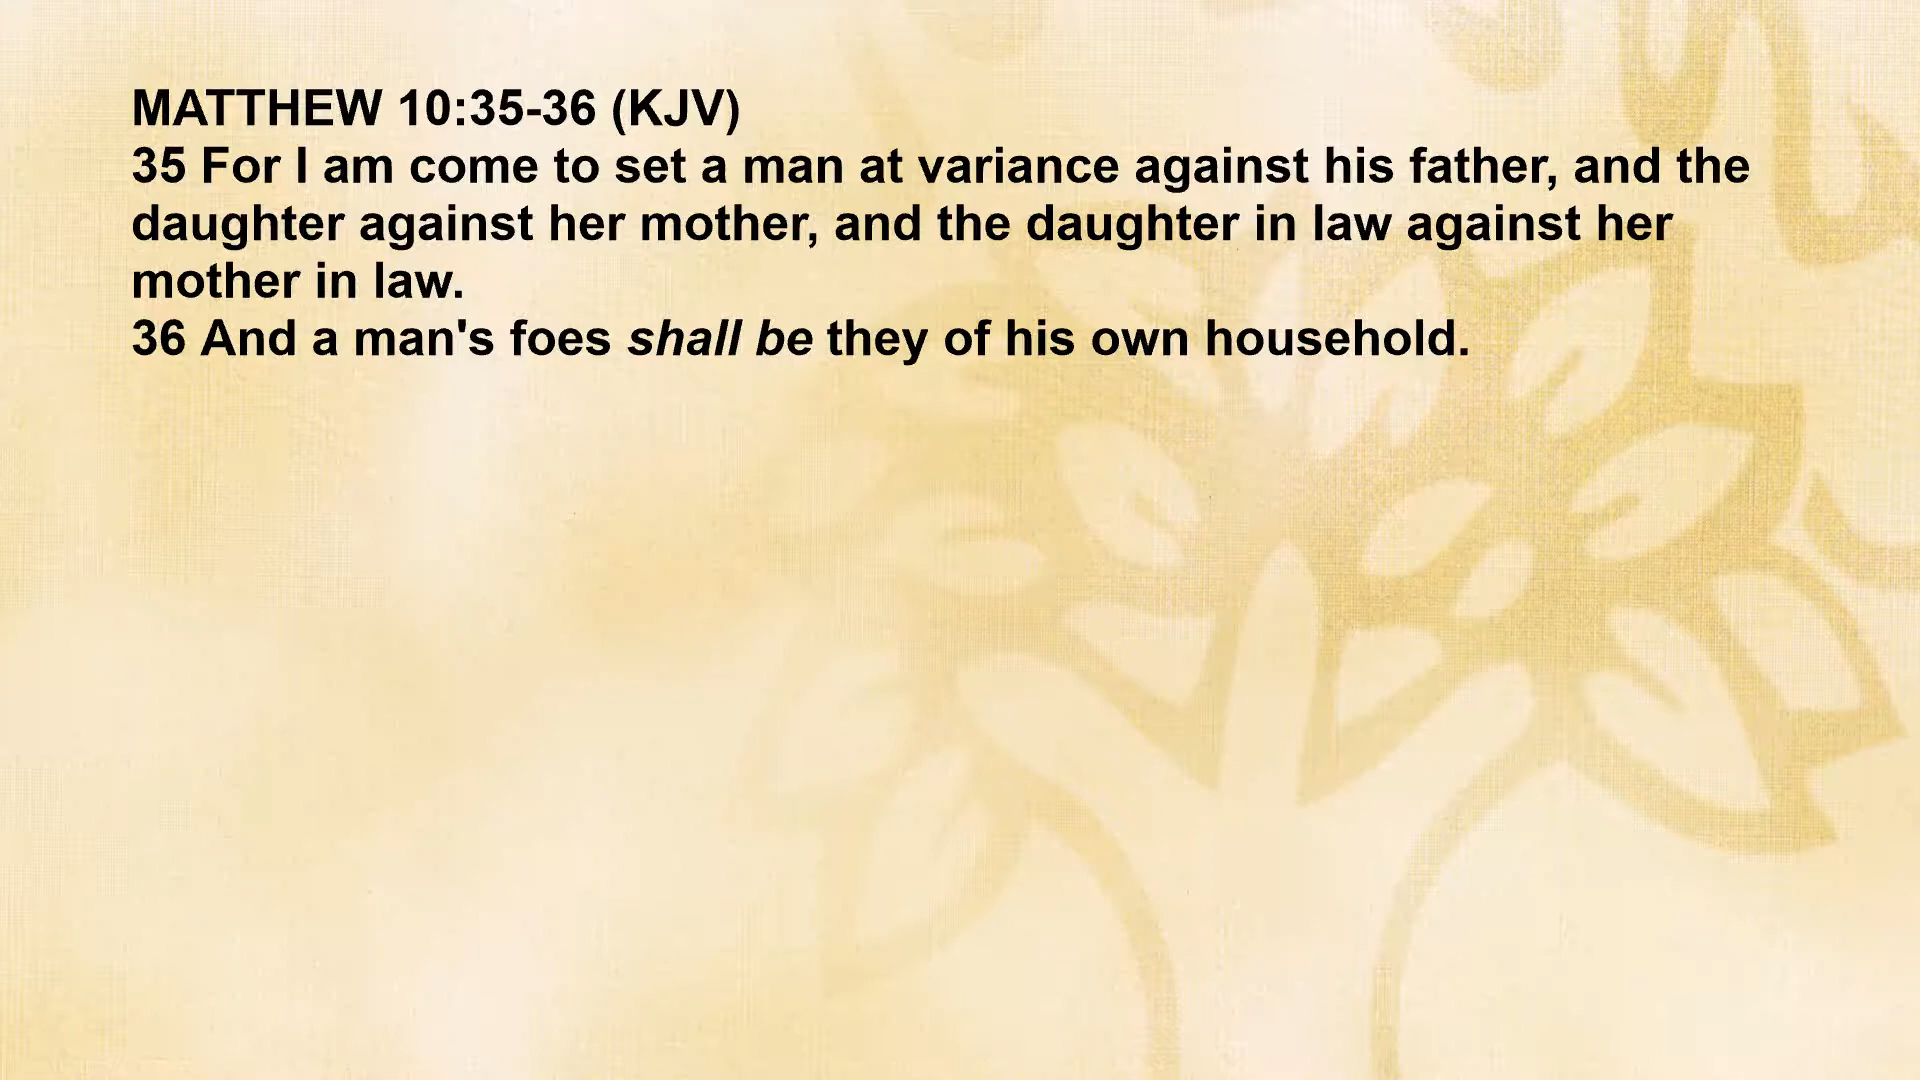 MATTHEW 10:35-36 (KJV)
35 For I am come to set a man at variance against his father, and the
daughter against her mother, and the daughter in law against her
mother in law.
36 And a man's foes shall be they of his own household.